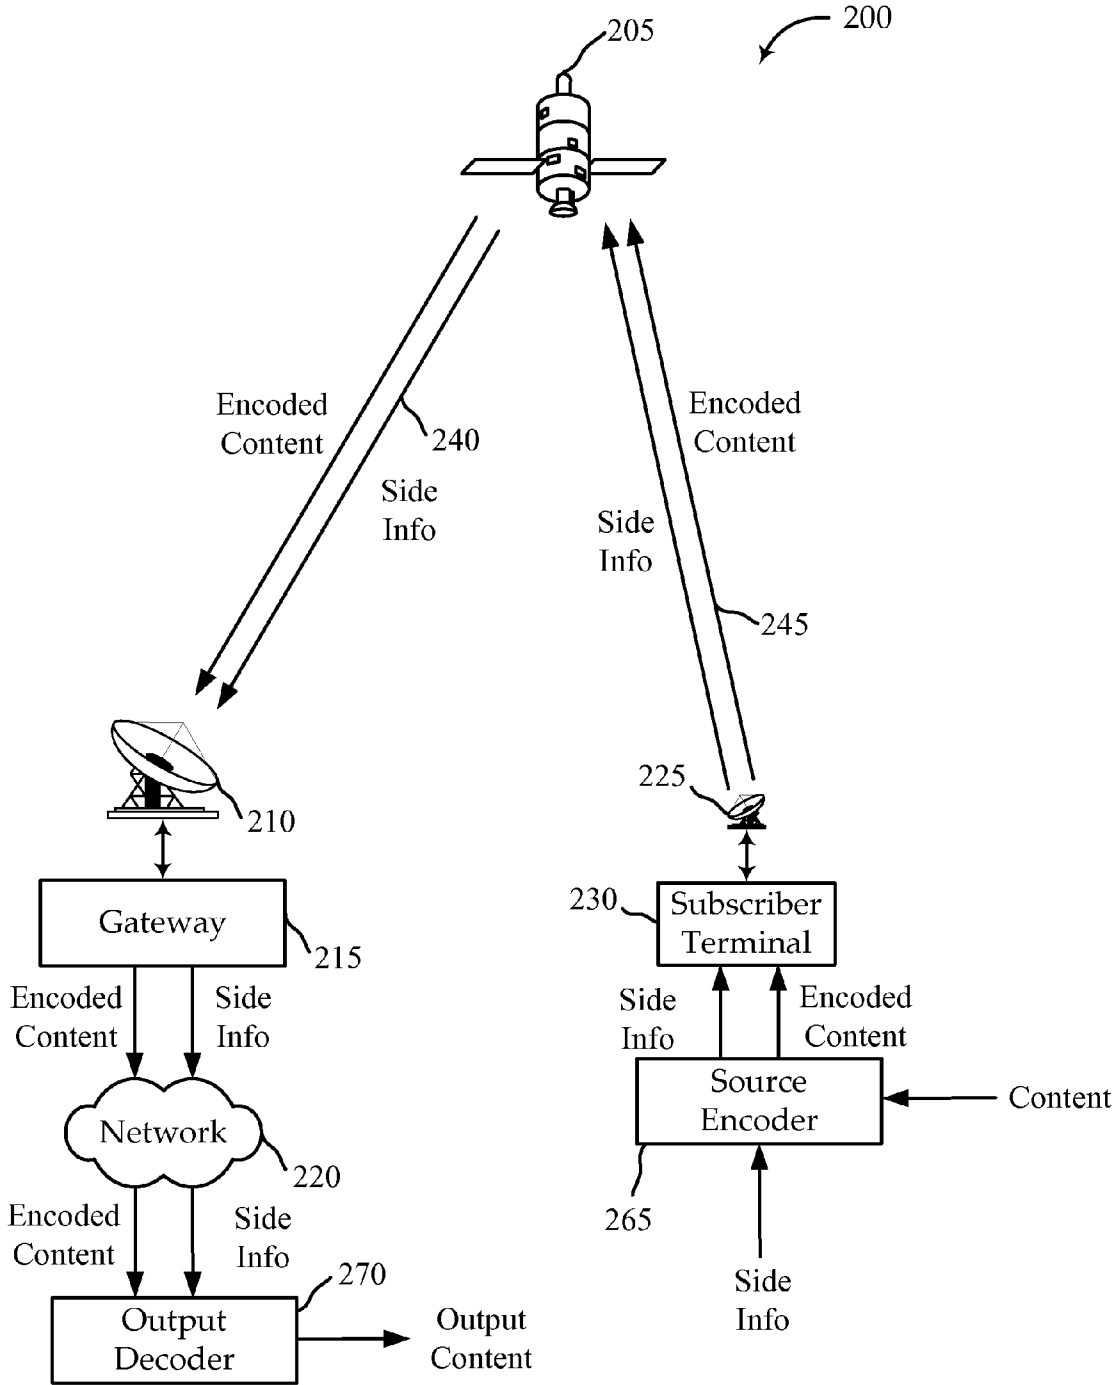 200
205
Encoded
Content
240
Side
Info
Encoded
Content
Side
Info
245
225
210
Gateway
215
230
Subscriber
Terminal
Encoded
Content
Side
Info
Side
Info
Encoded
Content
Network
220
Source
Encoder
265
Content
Encoded
Content
Side
Info
Side
Info
270
Output
Decoder
Output
Content